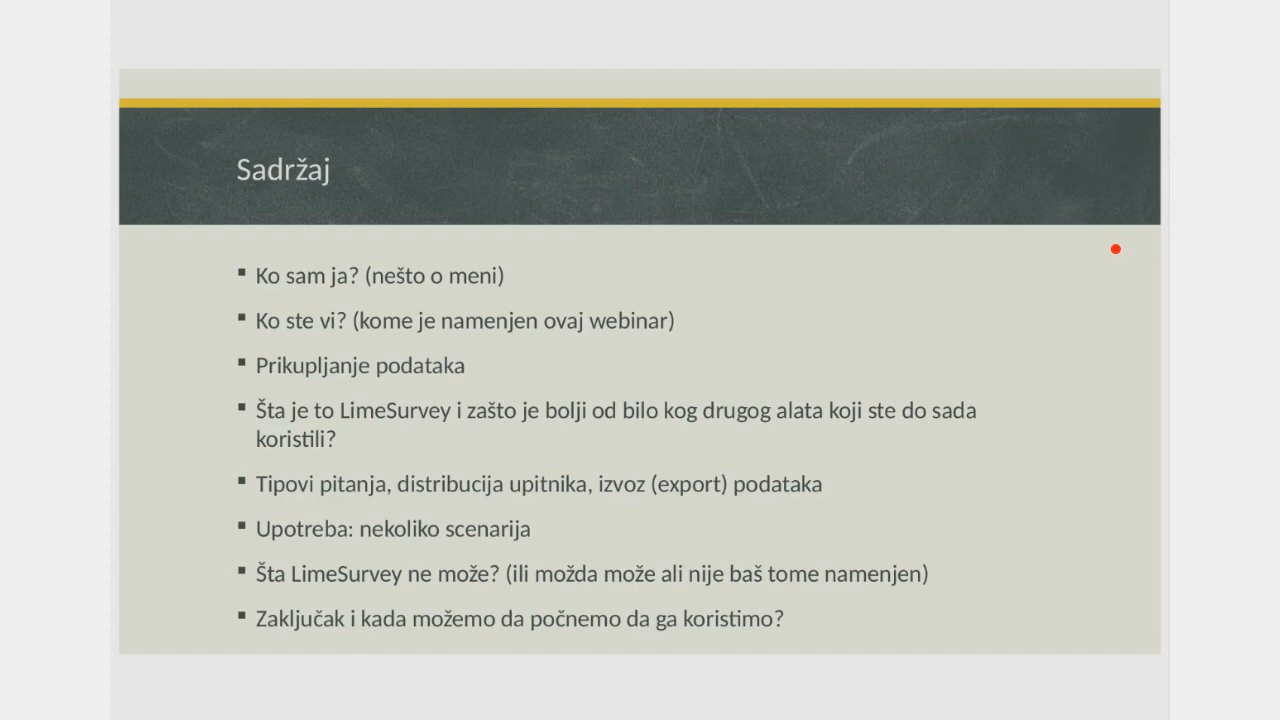 Sadržaj
Ko sam ja? (nešto o meni)
Ko ste vi? (kome je namenjen ovaj webinar)
Prikupljanje podataka
Šta je to LimeSurvey i zašto je bolji od bilo kog drugog alata koji ste do sada
koristili?
Tipovi pitanja, distribucija upitnika, izvoz (export) podataka
Upotreba: nekoliko scenarija
Šta LimeSurvey ne može? (ili možda može ali nije baš tome namenjen)
Zaključak i kada možemo da počnemo da ga koristimo?